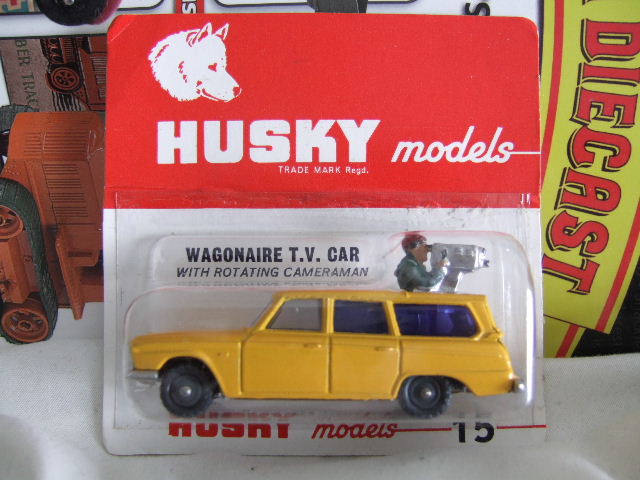 HUSKY models
TRADE MARK Regd.
WAGONAIRE T.V. CAR
WITH ROTATING CAMERAMAN
HUSKY models 15
DIECAST